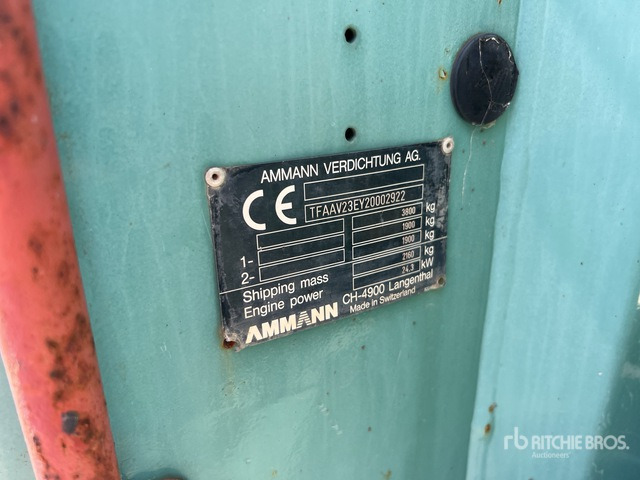 AMMANN VERDICHTUNG AG.
CE
TFAAV23EY20002922
3800 kg
1- 1900 kg
2- 1900 kg
Shipping mass 2160 kg
Engine power 24.3 kW
AMMANN CH-4900 Langenthal
Made in Switzerland
rb RITCHIE BROS.
Auctioneers